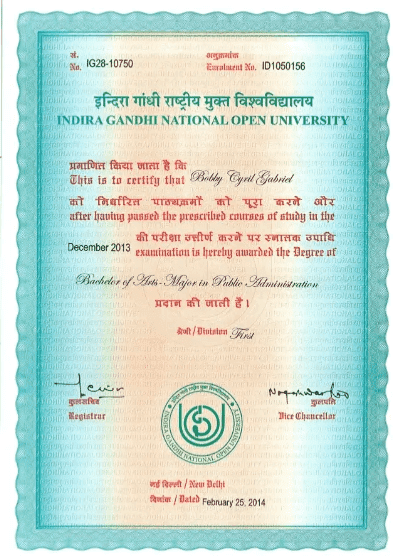 सं.
No. IG28-10750
अनुक्रमांक
Enrolment No. ID1050156
इन्दिरा गांधी राष्ट्रीय मुक्त विश्वविद्यालय
INDIRA GANDHI NATIONAL OPEN UNIVERSITY
प्रमाणित किया जाता है कि
This is to certify that Bobby Cyril Gabriel
को निर्धारित पाठ्यक्रमों को पूरा करने और
after having passed the prescribed courses of study in the
की परीक्षा उत्तीर्ण करने पर स्नातक उपाधि
December 2013 examination is hereby awarded the Degree of
Bachelor of Arts-Major in Public Administration
प्रदान की जाती है।
श्रेणी / Division First
कुलसचिव
Registrar
कुलपति
Vice Chancellor
INDIRA GANDHI NATIONAL OPEN UNIVERSITY
नई दिल्ली / New Delhi
दिनांक / Dated February 25, 2014